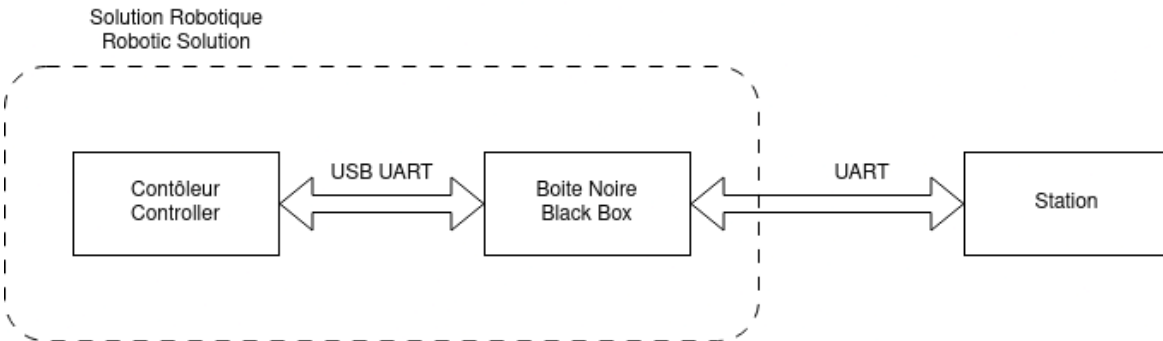 Solution Robotique
Robotic Solution
Contôleur
Controller
USB UART
Boite Noire
Black Box
UART
Station